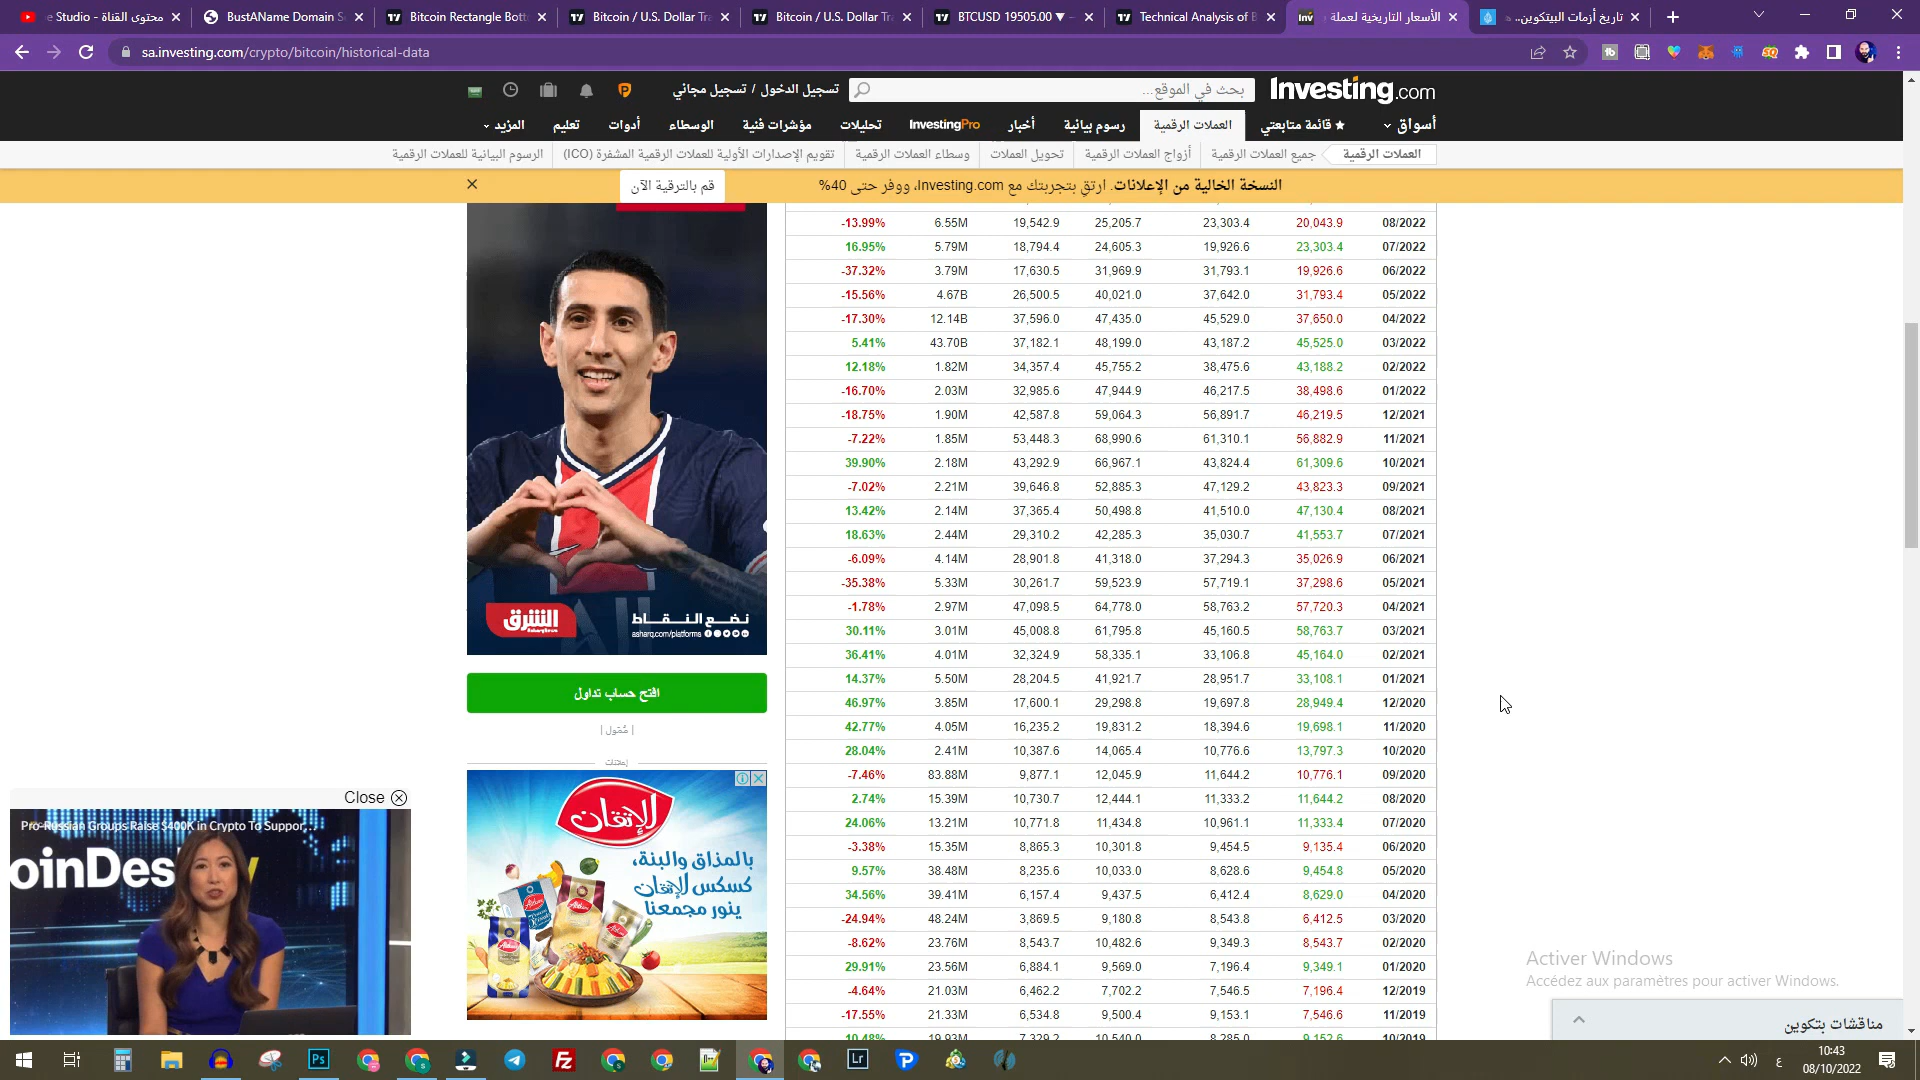 محتوى القناة - e Studio
BustAName Domain S
Bitcoin Rectangle Bott
Bitcoin / U.S. Dollar Tra
Bitcoin / U.S. Dollar Tra
BTCUSD 19505.00 ▼ −
Technical Analysis of B
الأسعار التاريخية لعملة
تاريخ أزمات البيتكوين..
sa.investing.com/crypto/bitcoin/historical-data
Investing.com
بحث في الموقع...
تسجيل الدخول / تسجيل مجاني
أسواق
قائمة متابعتي
العملات الرقمية
رسوم بيانية
أخبار
InvestingPro
تحليلات
مؤشرات فنية
الوسطاء
أدوات
تعليم
المزيد
العملات الرقمية
جميع العملات الرقمية
أزواج العملات الرقمية
تحويل العملات
وسطاء العملات الرقمية
تقويم الإصدارات الأولية للعملات الرقمية المشفرة (ICO)
الرسوم البيانية للعملات الرقمية
النسخة الخالية من الإعلانات. ارتقِ بتجربتك مع Investing.com، ووفر حتى 40%
قم بالترقية الآن
08/2022 20,043.9 23,303.4 25,205.7 19,542.9 6.55M -13.99%
07/2022 23,303.4 19,926.6 24,605.3 18,794.4 5.79M 16.95%
06/2022 19,926.6 31,793.1 31,969.9 17,630.5 3.79M -37.32%
05/2022 31,793.4 37,642.0 40,021.0 26,500.5 4.67B -15.56%
04/2022 37,650.0 45,529.0 47,435.0 37,596.0 12.14B -17.30%
03/2022 45,525.0 43,187.2 48,199.0 37,182.1 43.70B 5.41%
02/2022 43,188.2 38,475.6 45,755.2 34,357.4 1.82M 12.18%
01/2022 38,498.6 46,217.5 47,944.9 32,985.6 2.03M -16.70%
12/2021 46,219.5 56,891.7 59,064.3 42,587.8 1.90M -18.75%
11/2021 56,882.9 61,310.1 68,990.6 53,448.3 1.85M -7.22%
10/2021 61,309.6 43,824.4 66,967.1 43,292.9 2.18M 39.90%
09/2021 43,823.3 47,129.2 52,885.3 39,646.8 2.21M -7.02%
08/2021 47,130.4 41,510.0 50,498.8 37,365.4 2.14M 13.42%
07/2021 41,553.7 35,030.7 42,285.3 29,310.2 2.44M 18.63%
06/2021 35,026.9 37,294.3 41,318.0 28,901.8 4.14M -6.09%
05/2021 37,298.6 57,719.1 59,523.9 30,261.7 5.33M -35.38%
04/2021 57,720.3 58,763.2 64,778.0 47,098.5 2.97M -1.78%
03/2021 58,763.7 45,160.5 61,795.8 45,008.8 3.01M 30.11%
02/2021 45,164.0 33,106.8 58,335.1 32,324.9 4.01M 36.41%
01/2021 33,108.1 28,951.7 41,921.7 28,204.5 5.50M 14.37%
12/2020 28,949.4 19,697.8 29,298.8 17,600.1 3.85M 46.97%
11/2020 19,698.1 18,394.6 19,831.2 16,235.2 4.05M 42.77%
10/2020 13,797.3 10,776.6 14,065.4 10,387.6 2.41M 28.04%
09/2020 10,776.1 11,644.2 12,045.9 9,877.1 83.88M -7.46%
08/2020 11,644.2 11,333.2 12,444.1 10,730.7 15.39M 2.74%
07/2020 11,333.4 10,961.1 11,434.8 10,771.8 13.21M 24.06%
06/2020 9,135.4 9,454.5 10,301.8 8,865.3 15.35M -3.38%
05/2020 9,454.8 8,628.6 10,033.0 8,235.6 38.48M 9.57%
04/2020 8,629.0 6,412.4 9,437.5 6,157.4 39.41M 34.56%
03/2020 6,412.5 8,543.8 9,180.8 3,869.5 48.24M -24.94%
02/2020 8,543.7 9,349.3 10,482.6 8,543.7 23.76M -8.62%
01/2020 9,349.1 7,196.4 9,569.0 6,884.1 23.56M 29.91%
12/2019 7,196.4 7,546.5 7,702.2 6,462.2 21.03M -4.64%
11/2019 7,546.6 9,153.1 9,500.4 6,534.8 21.33M -17.55%
10/2019 9,152.6 8,285.0 10,540.0 7,329.2 19.93M 10.48%
الشرق
نضع النقاط
asharq.com/platforms
افتح حساب تداول
| مُمَول |
إعلانات
لإتقان
بالمذاق والبنة،
كسكس لإتقان
ينور مجمعنا
Close
Pro-Russian Groups Raise $400K in Crypto To Suppor...
oinDes
Activer Windows
Accédez aux paramètres pour activer Windows.
مناقشات بتكوين
Ps
Lr
ع
10:43
08/10/2022